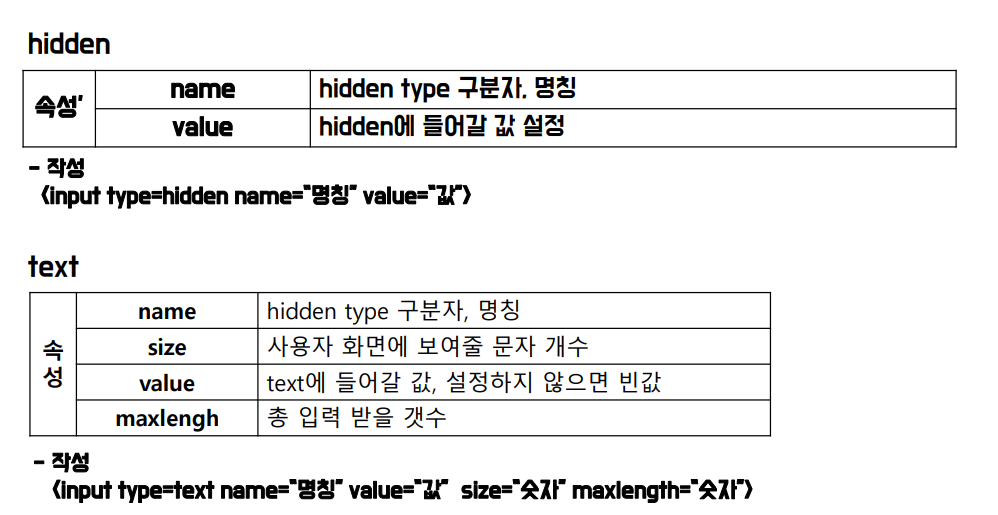 hidden
속성'
name
hidden type 구분자, 명칭
value
hidden에 들어갈 값 설정
- 작성
<input type=hidden name="명칭" value="값">
text
속
성
name
hidden type 구분자, 명칭
size
사용자 화면에 보여줄 문자 개수
value
text에 들어갈 값, 설정하지 않으면 빈값
maxlengh
총 입력 받을 갯수
- 작성
<input type=text name="명칭" value="값" size="숫자" maxlength="숫자">